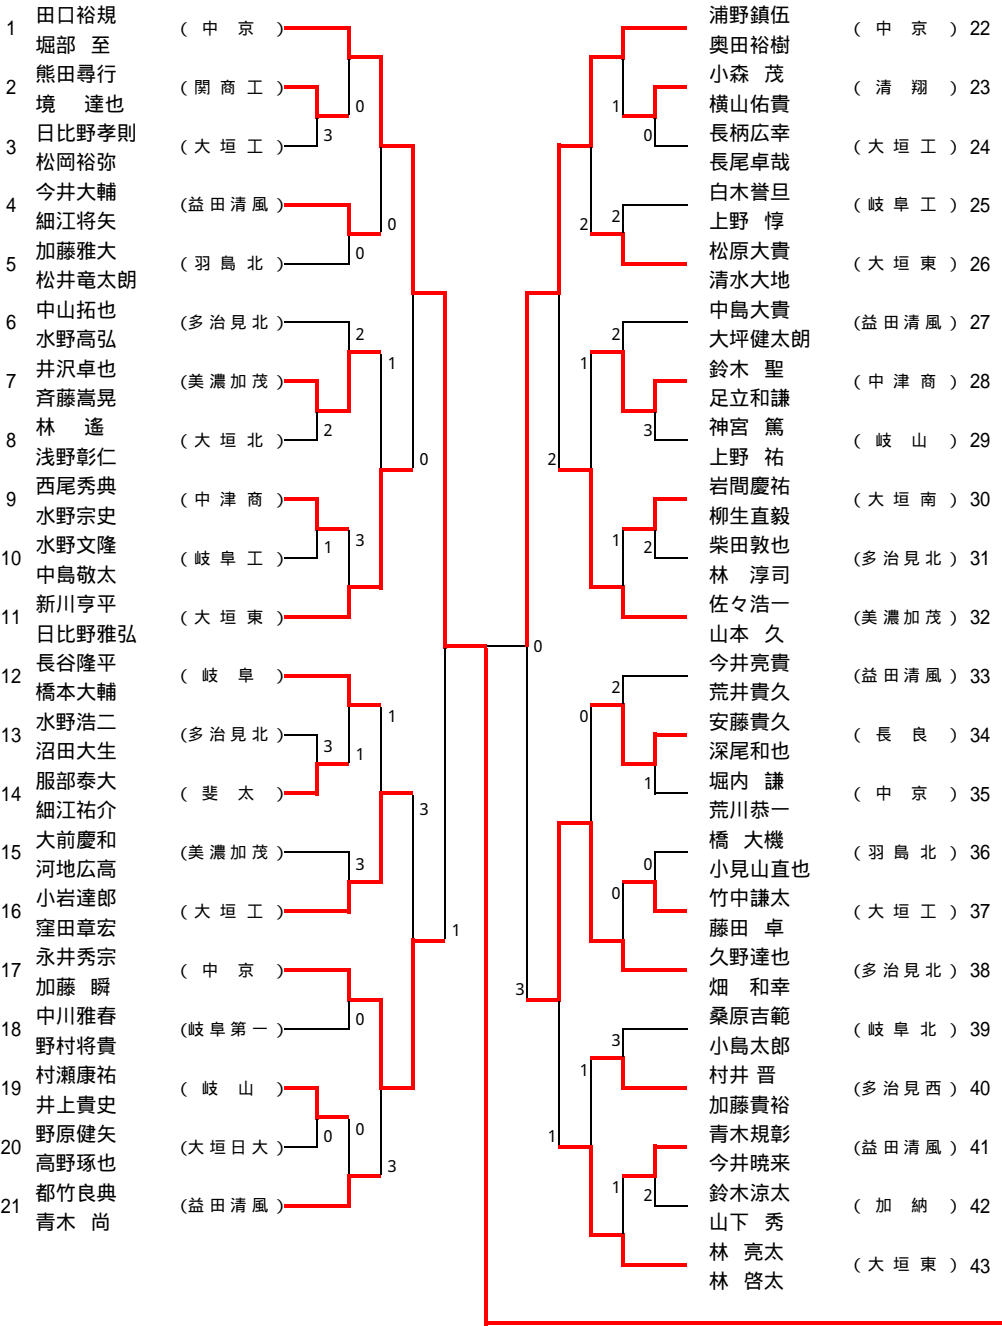 田口裕規
1 (中京)
堀部 至
熊田尋行
2 (関商工)
境 達也
0
3
日比野孝則
3 (大垣工)
松岡裕弥
今井大輔
4 (益田清風)
細江将矢
0
加藤雅大
5 (羽島北)
0
松井竜太朗
中山拓也
6 (多治見北)
水野高弘
2
井沢卓也
1
7 (美濃加茂)
斉藤嵩晃
林 遙
2
8 (大垣北)
浅野彰仁
0
西尾秀典
9 (中津商)
水野宗史
水野文隆
1
3
10 (岐阜工)
中島敬太
新川亨平
11 (大垣東)
日比野雅弘
長谷隆平
12 (岐阜)
橋本大輔
水野浩二
1
13 (多治見北)
3
1
沼田大生
服部泰大
14 (斐太)
細江祐介
3
大前慶和
15 (美濃加茂)
3
河地広高
小岩達郎
16 (大垣工)
窪田章宏
1
永井秀宗
17 (中京)
加藤 瞬
中川雅春
0
18 (岐阜第一)
野村将貴
村瀬康祐
19 (岐山)
井上貴史
野原健矢
0
0
20 (大垣日大)
高野琢也
3
都竹良典
21 (益田清風)
青木 尚
浦野鎮伍
(中京) 22
奥田裕樹
小森 茂
(清翔) 23
1
横山佑貴
0
長柄広幸
(大垣工) 24
長尾卓哉
白木誉旦
(岐阜工) 25
2
2
上野 惇
松原大貴
(大垣東) 26
清水大地
中島大貴
(益田清風) 27
2
大坪健太朗
1
鈴木 聖
(中津商) 28
足立和謙
3
神宮 篤
(岐山) 29
2
上野 祐
岩間慶祐
(大垣南) 30
柳生直毅
1
2
柴田敦也
(多治見北) 31
林 淳司
佐々浩一
(美濃加茂) 32
山本 久
0
今井亮貴
(益田清風) 33
2
荒井貴久
0
安藤貴久
(長良) 34
深尾和也
1
堀内 謙
(中京) 35
荒川恭一
橋 大機
(羽島北) 36
0
小見山直也
0
竹中謙太
(大垣工) 37
藤田 卓
久野達也
(多治見北) 38
3
畑 和幸
桑原吉範
(岐阜北) 39
3
小島太郎
1
村井 晋
(多治見西) 40
加藤貴裕
1
青木規彰
(益田清風) 41
今井暁来
1
2
鈴木涼太
(加納) 42
山下 秀
林 亮太
(大垣東) 43
林 啓太